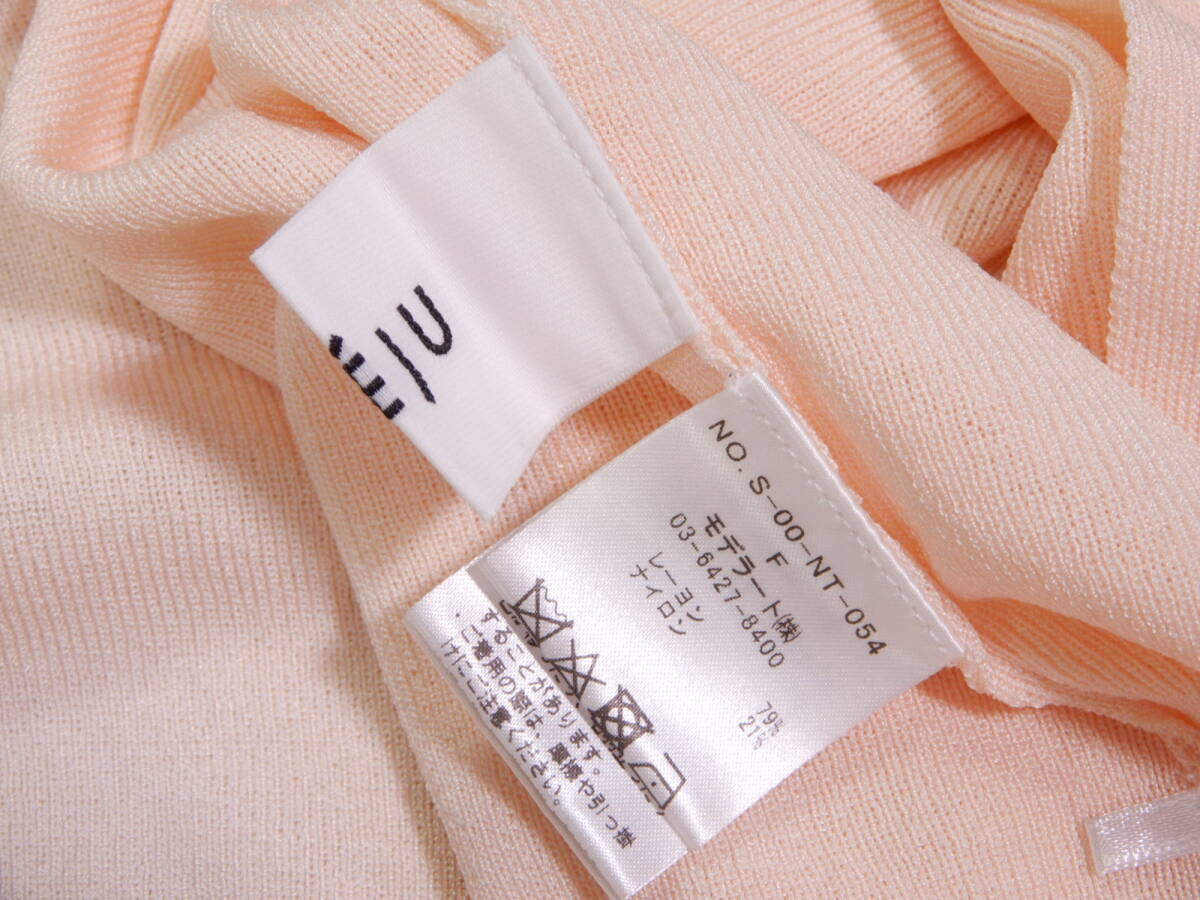 NO. S-00-NT-054
F
モデラート㈱
03-6427-8400
レーヨン 79%
ナイロン 21%
することがあります。
ご着用の際は、摩擦や引っ掛
けにご注意ください。